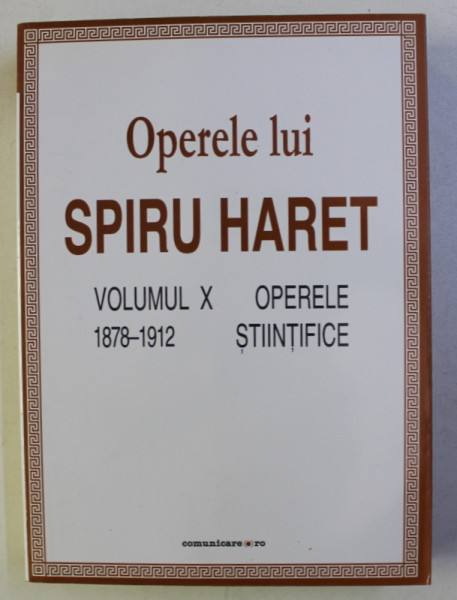 Operele lui
SPIRU HARET
VOLUMUL X OPERELE
1878–1912 ȘTIINȚIFICE
comunicare.ro